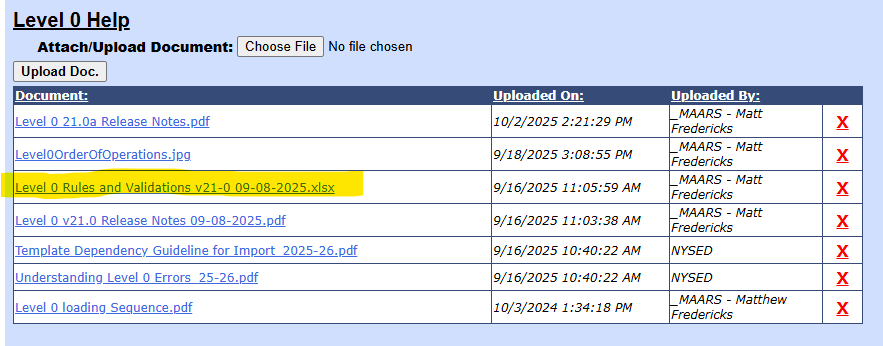 Level 0 Help
Attach/Upload Document: Choose File No file chosen
Upload Doc.
Document: Uploaded On: Uploaded By:
Level 0 21.0a Release Notes.pdf 10/2/2025 2:21:29 PM _MAARS - Matt Fredericks X
Level0OrderOfOperations.jpg 9/18/2025 3:08:55 PM _MAARS - Matt Fredericks X
Level 0 Rules and Validations v21-0 09-08-2025.xlsx 9/16/2025 11:05:59 AM _MAARS - Matt Fredericks X
Level 0 v21.0 Release Notes 09-08-2025.pdf 9/16/2025 11:03:38 AM _MAARS - Matt Fredericks X
Template Dependency Guideline for Import_2025-26.pdf 9/16/2025 10:40:22 AM NYSED X
Understanding Level 0 Errors_25-26.pdf 9/16/2025 10:40:22 AM NYSED X
Level 0 loading Sequence.pdf 10/3/2024 1:34:18 PM _MAARS - Matthew Fredericks X